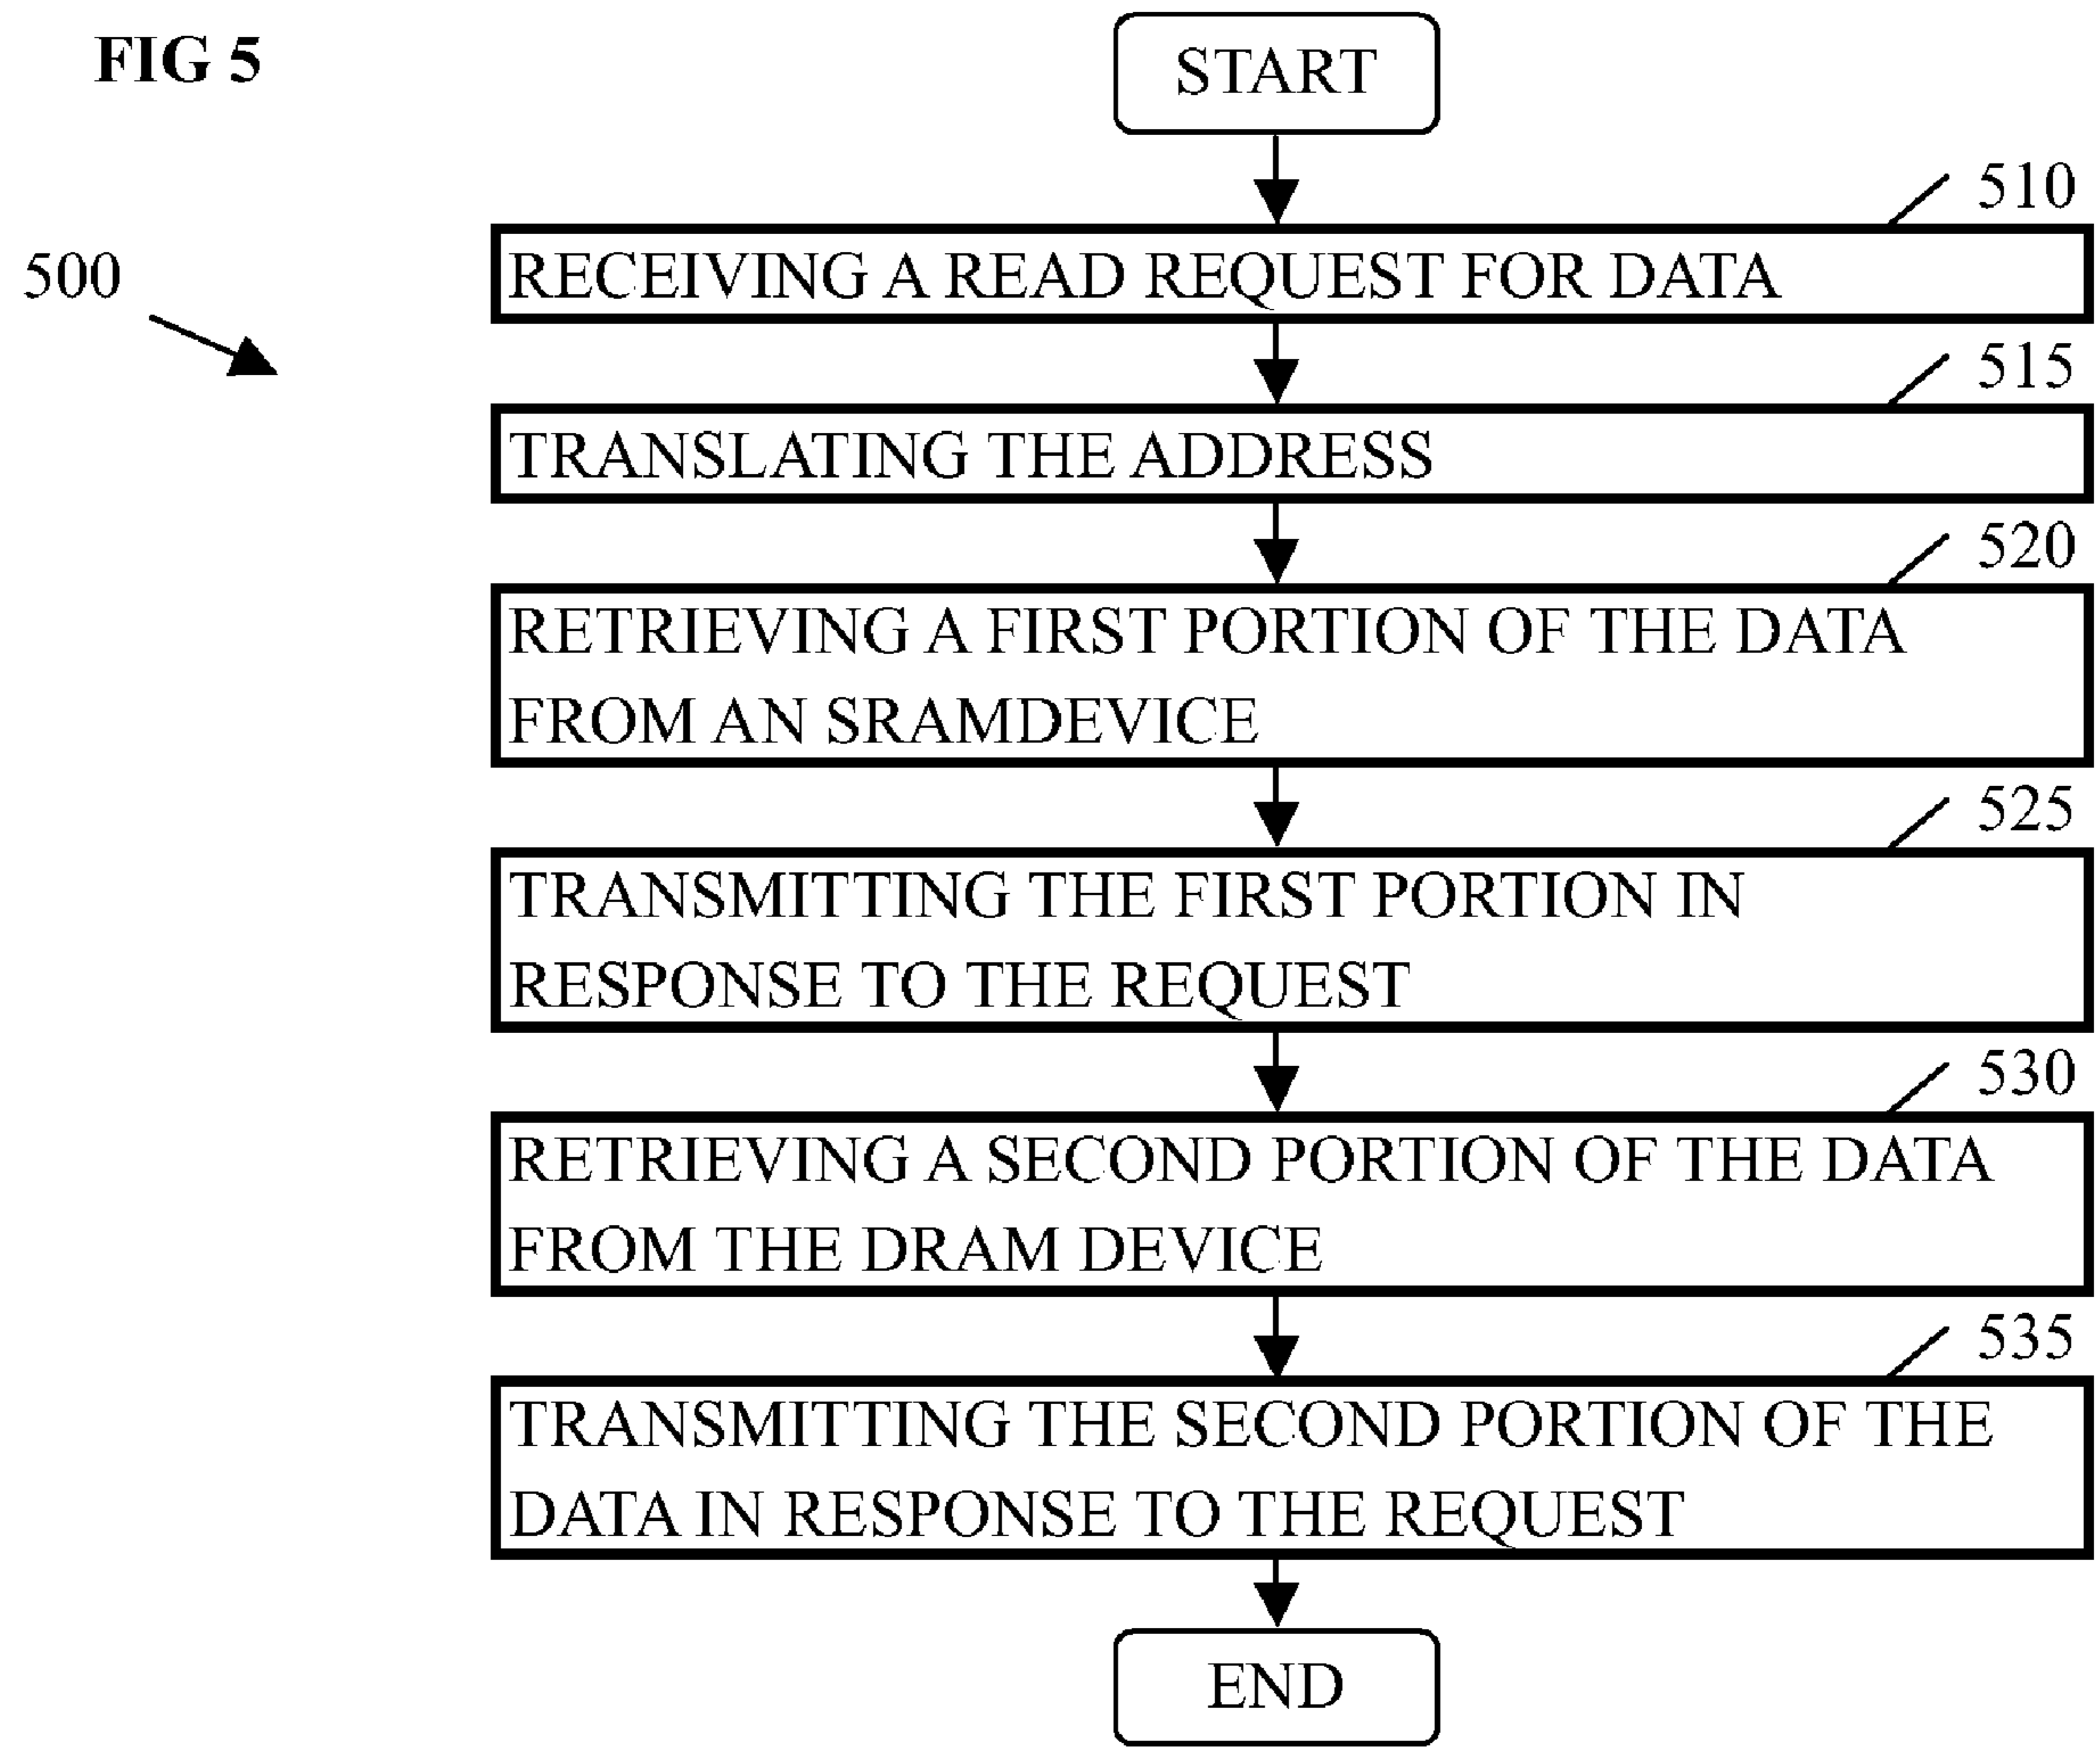 FIG 5
START
510
500
RECEIVING A READ REQUEST FOR DATA
515
TRANSLATING THE ADDRESS
520
RETRIEVING A FIRST PORTION OF THE DATA
FROM AN SRAMDEVICE
525
TRANSMITTING THE FIRST PORTION IN
RESPONSE TO THE REQUEST
530
RETRIEVING A SECOND PORTION OF THE DATA
FROM THE DRAM DEVICE
535
TRANSMITTING THE SECOND PORTION OF THE
DATA IN RESPONSE TO THE REQUEST
END